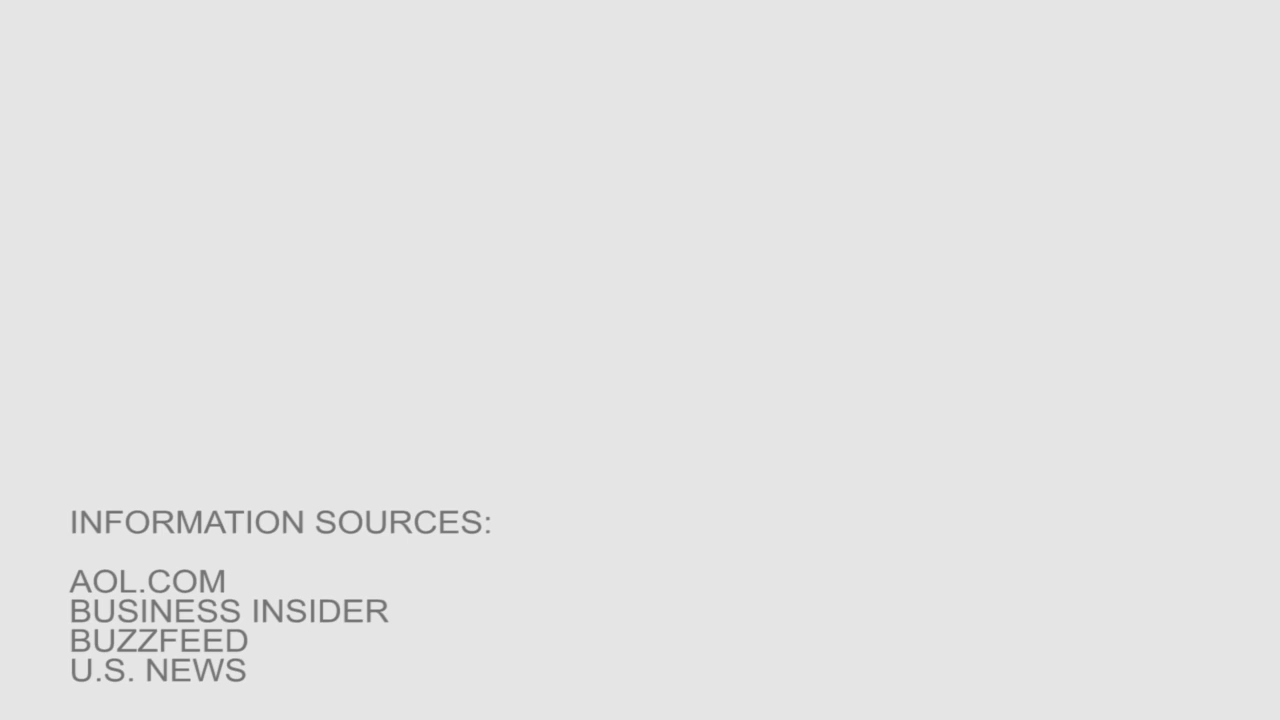 INFORMATION SOURCES:
AOL.COM
BUSINESS INSIDER
BUZZFEED
U.S. NEWS